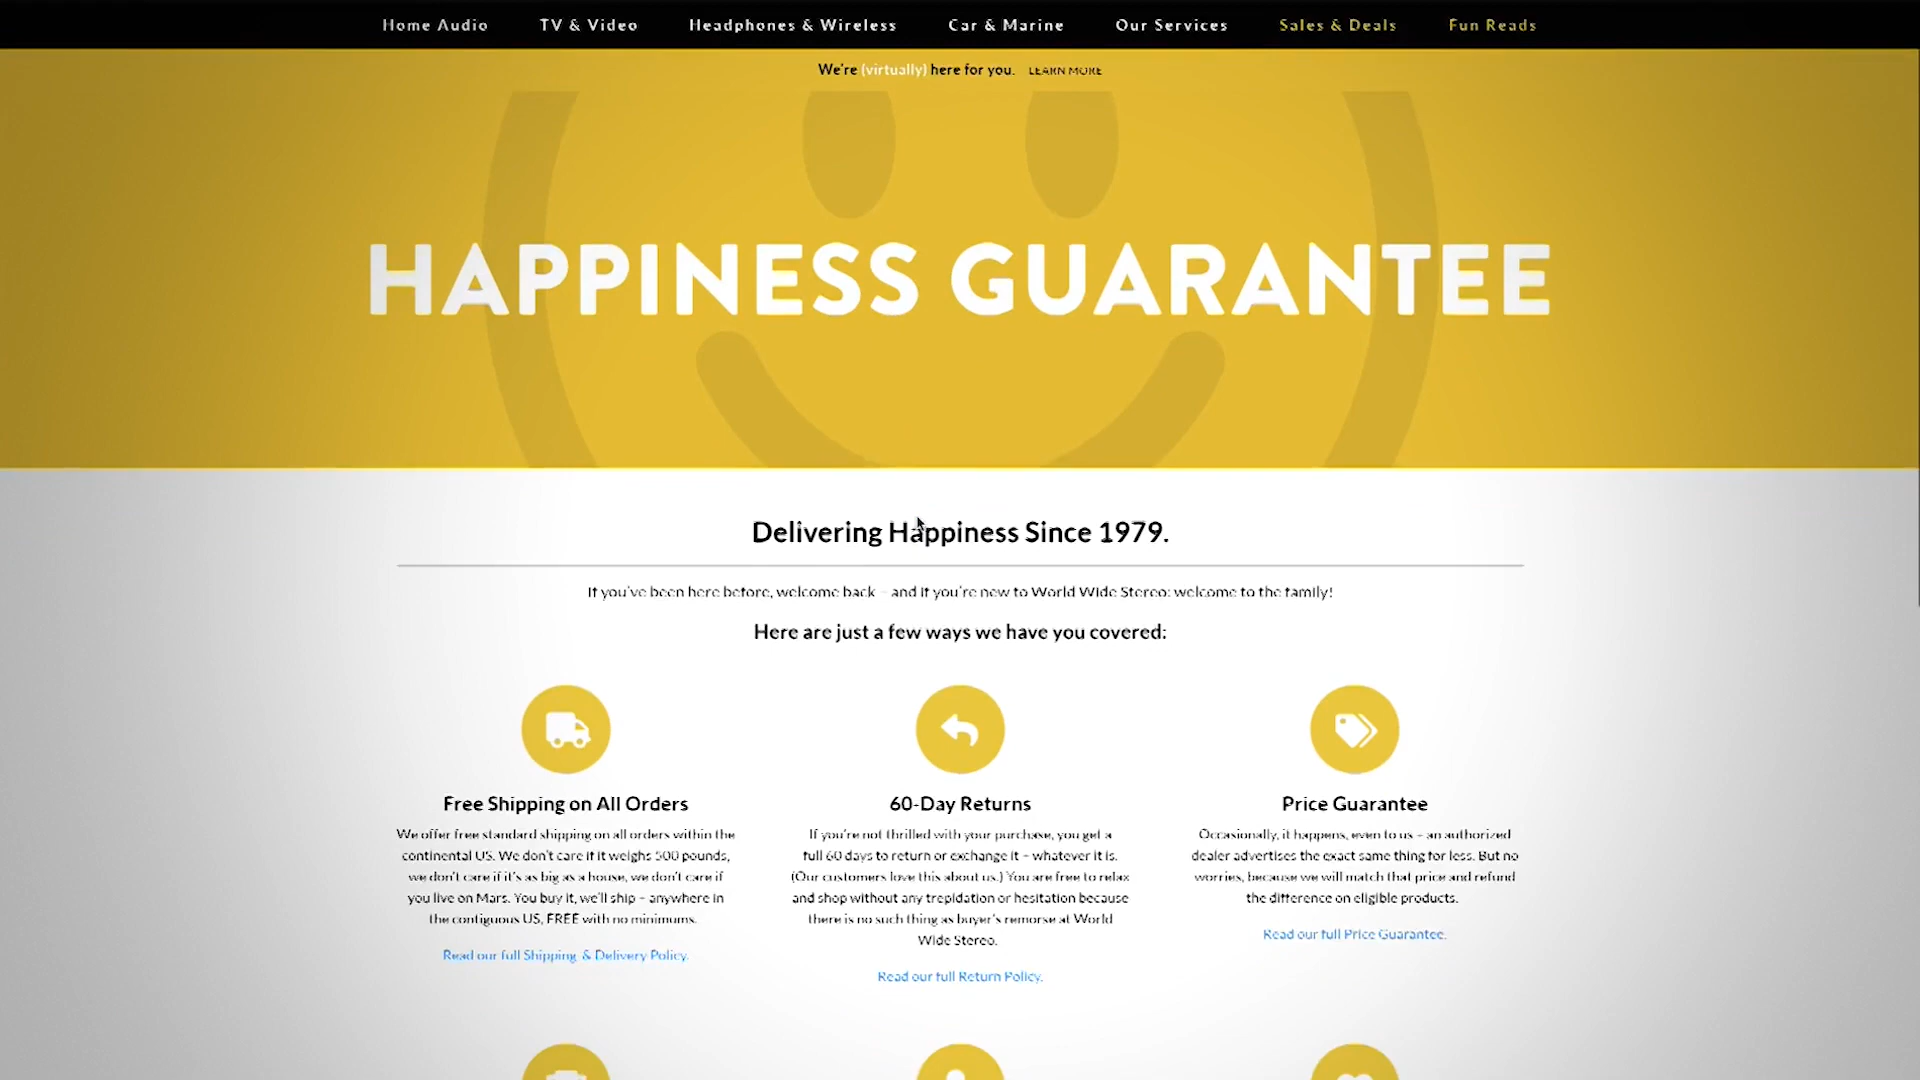 Home Audio TV & Video Headphones & Wireless Car & Marine Our Services Sales & Deals Fun Reads
We're (virtually) here for you. LEARN MORE
HAPPINESS GUARANTEE
Delivering Happiness Since 1979.
If you've been here before, welcome back – and if you're new to World Wide Stereo: welcome to the family!
Here are just a few ways we have you covered:
Free Shipping on All Orders
We offer free standard shipping on all orders within the
continental US. We don't care if it weighs 500 pounds,
we don't care if it's as big as a house, we don't care if
you live on Mars. You buy it, we'll ship – anywhere in
the contiguous US, FREE with no minimums.
Read our full Shipping & Delivery Policy.
60-Day Returns
If you're not thrilled with your purchase, you get a
full 60 days to return or exchange it – whatever it is.
(Our customers love this about us.) You are free to relax
and shop without any trepidation or hesitation because
there is no such thing as buyer's remorse at World
Wide Stereo.
Read our full Return Policy.
Price Guarantee
Occasionally, it happens, even to us – an authorized
dealer advertises the exact same thing for less. But no
worries, because we will match that price and refund
the difference on eligible products.
Read our full Price Guarantee.